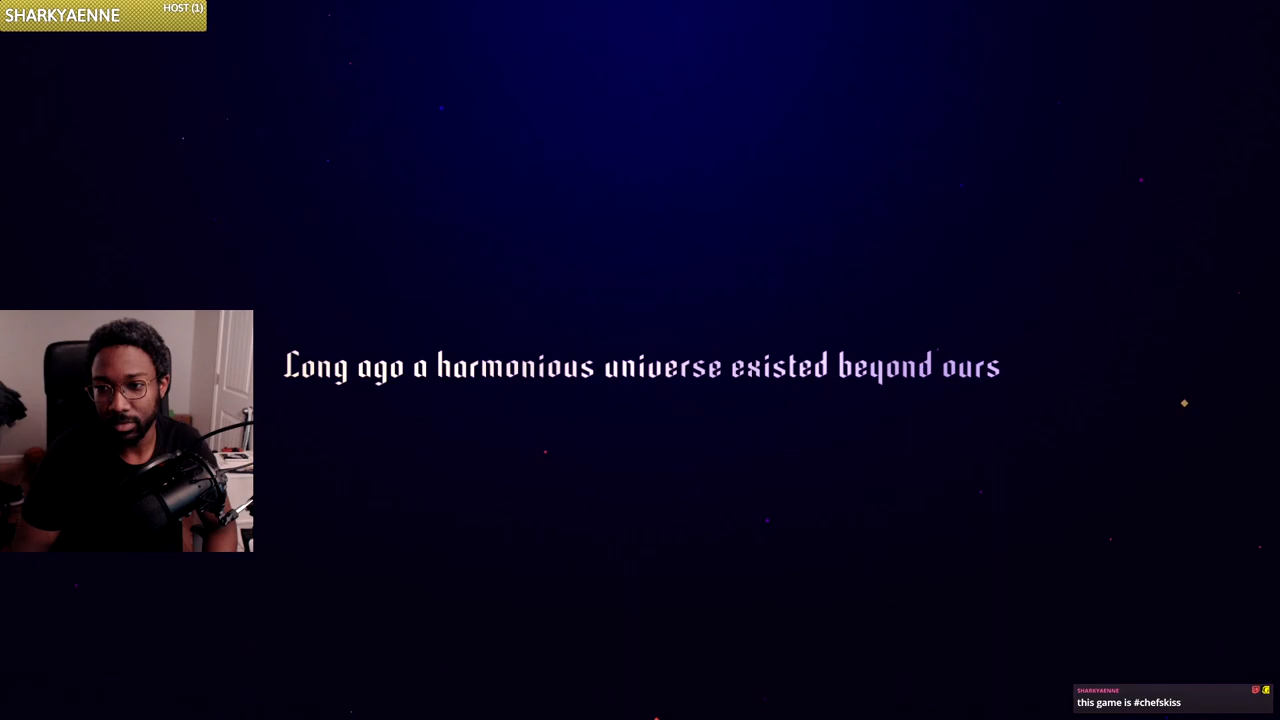 SHARKYAENNE
HOST (1)
Long ago a harmonious universe existed beyond ours
SHARKYAENNE
this game is #chefskiss